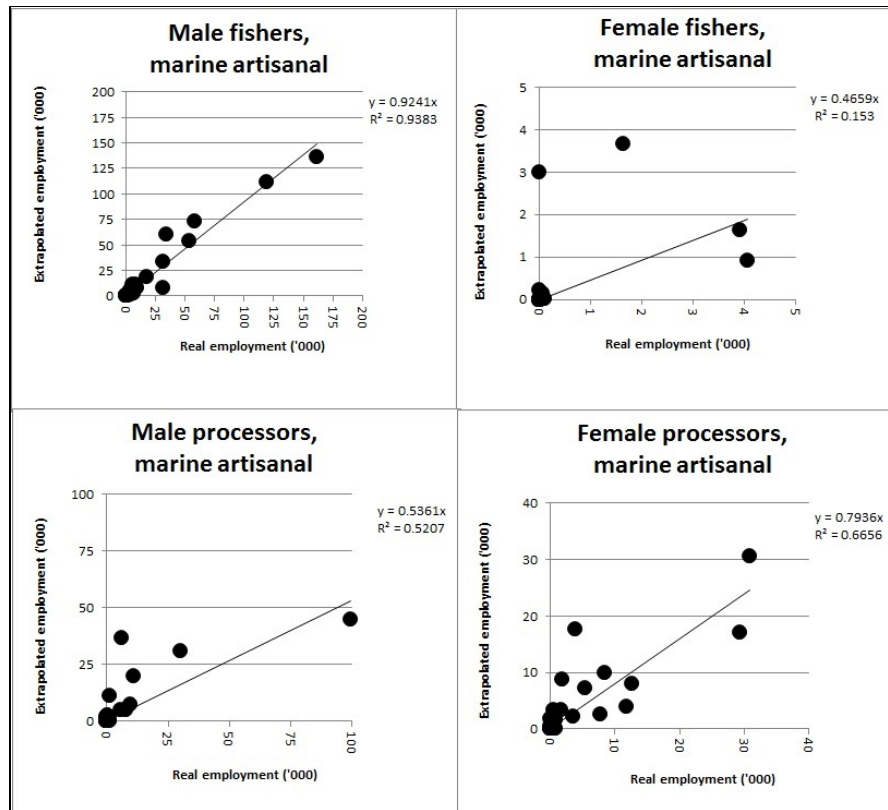 Male fishers,
marine artisanal
200
175
150
125
100
75
50
25
0
Extrapolated employment ('000)
y = 0.9241x
R² = 0.9383
0
25
50
75
100
125
150
175
200
Real employment ('000)
Female fishers,
marine artisanal
5
4
3
2
1
0
Extrapolated employment ('000)
y = 0.4659x
R² = 0.153
0
1
2
3
4
5
Real employment ('000)
Male processors,
marine artisanal
100
75
50
25
0
Extrapolated employment ('000)
y = 0.5361x
R² = 0.5207
0
25
50
75
100
Real employment ('000)
Female processors,
marine artisanal
40
30
20
10
0
Extrapolated employment ('000)
y = 0.7936x
R² = 0.6656
0
10
20
30
40
Real employment ('000)